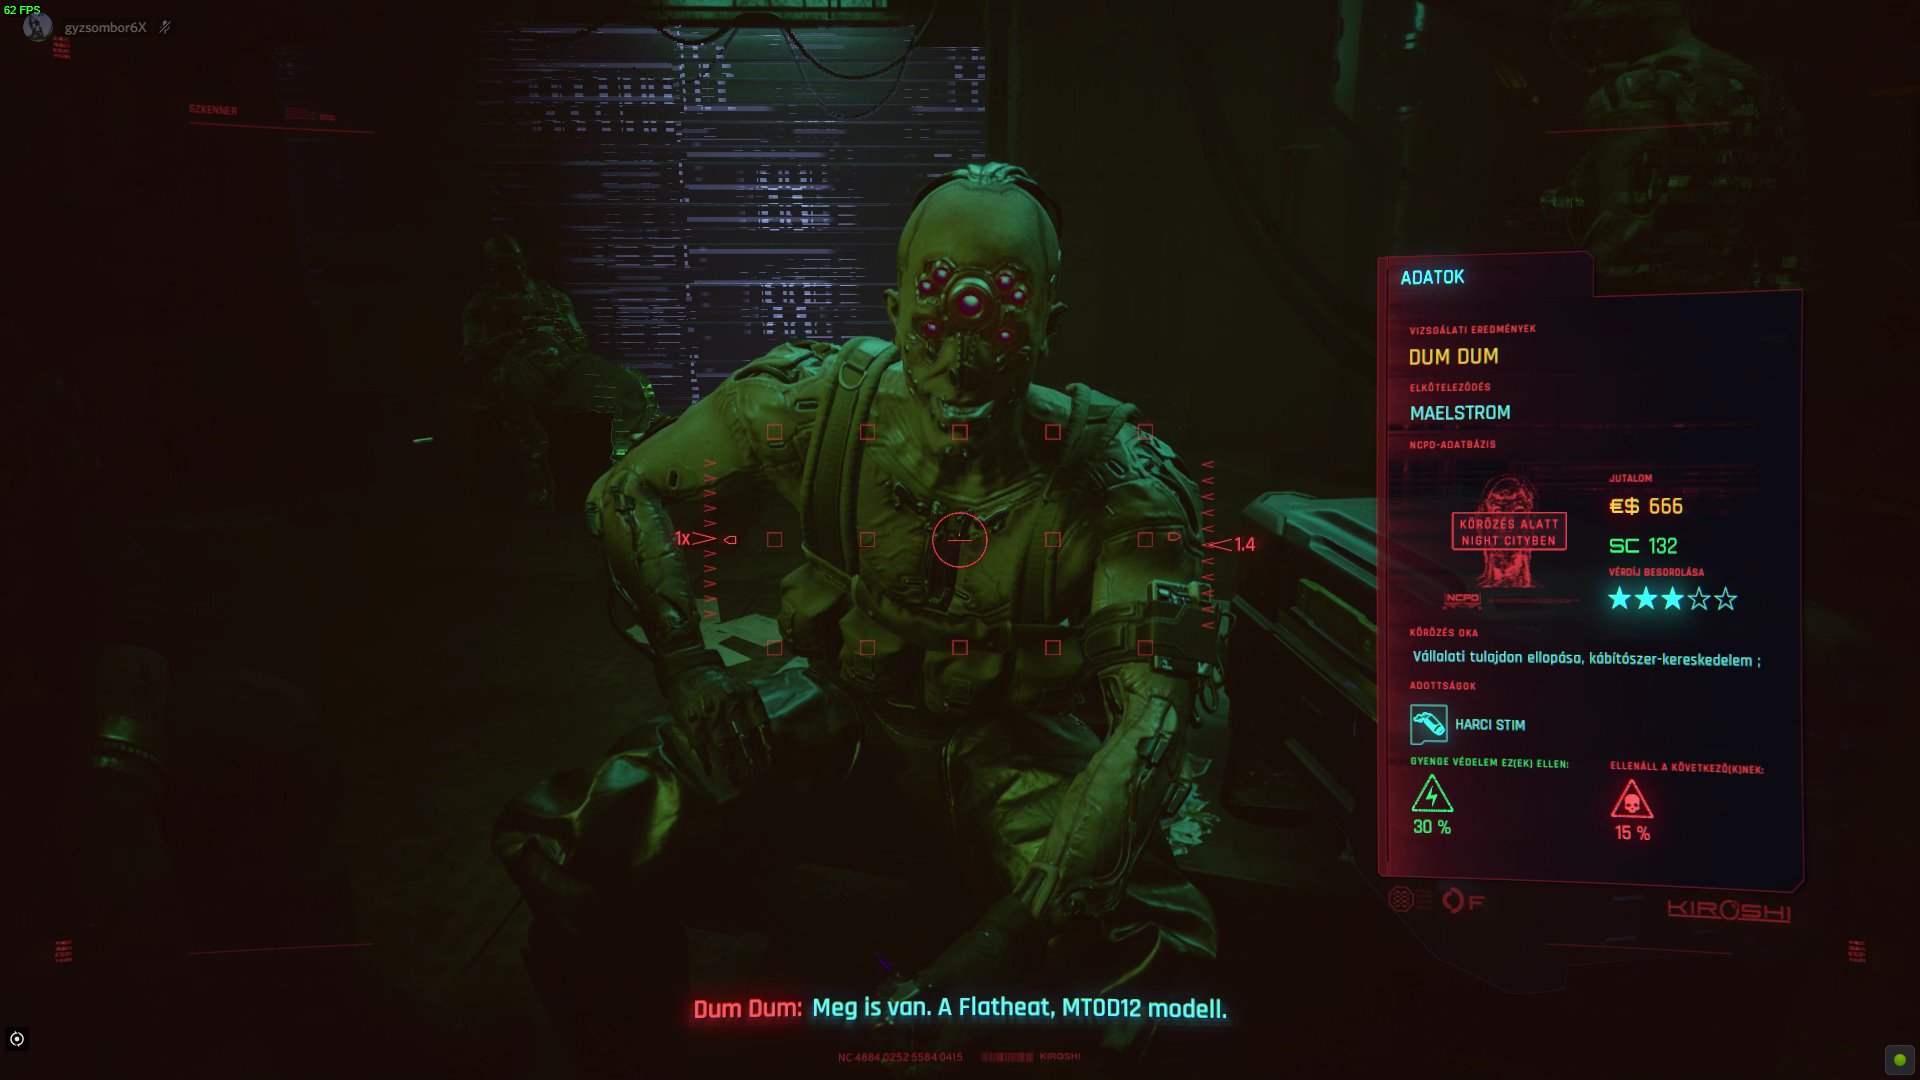 62 FPS
gyzsombor6X
SZKENNER
ADATOK
VIZSGÁLATI EREDMÉNYEK
DUM DUM
ELKÖTELEZŐDÉS
MAELSTROM
NCPD-ADATBÁZIS
JUTALOM
€$ 666
KÖRÖZÉS ALATT
NIGHT CITYBEN
SC 132
VÉRDÍJ BESOROLÁSA
NCPD
KÖRÖZÉS OKA
Vállalati tulajdon ellopása, kábítószer-kereskedelem ;
ADOTTSÁGOK
HARCI STIM
GYENGE VÉDELEM EZ(EK) ELLEN:
ELLENÁLL A KÖVETKEZŐ(K)NEK:
30 %
15 %
1x
1.4
F
KIROSHI
Dum Dum: Meg is van. A Flatheat, MT0D12 modell.
NC 4884 0252 5584 0415
KIROSHI